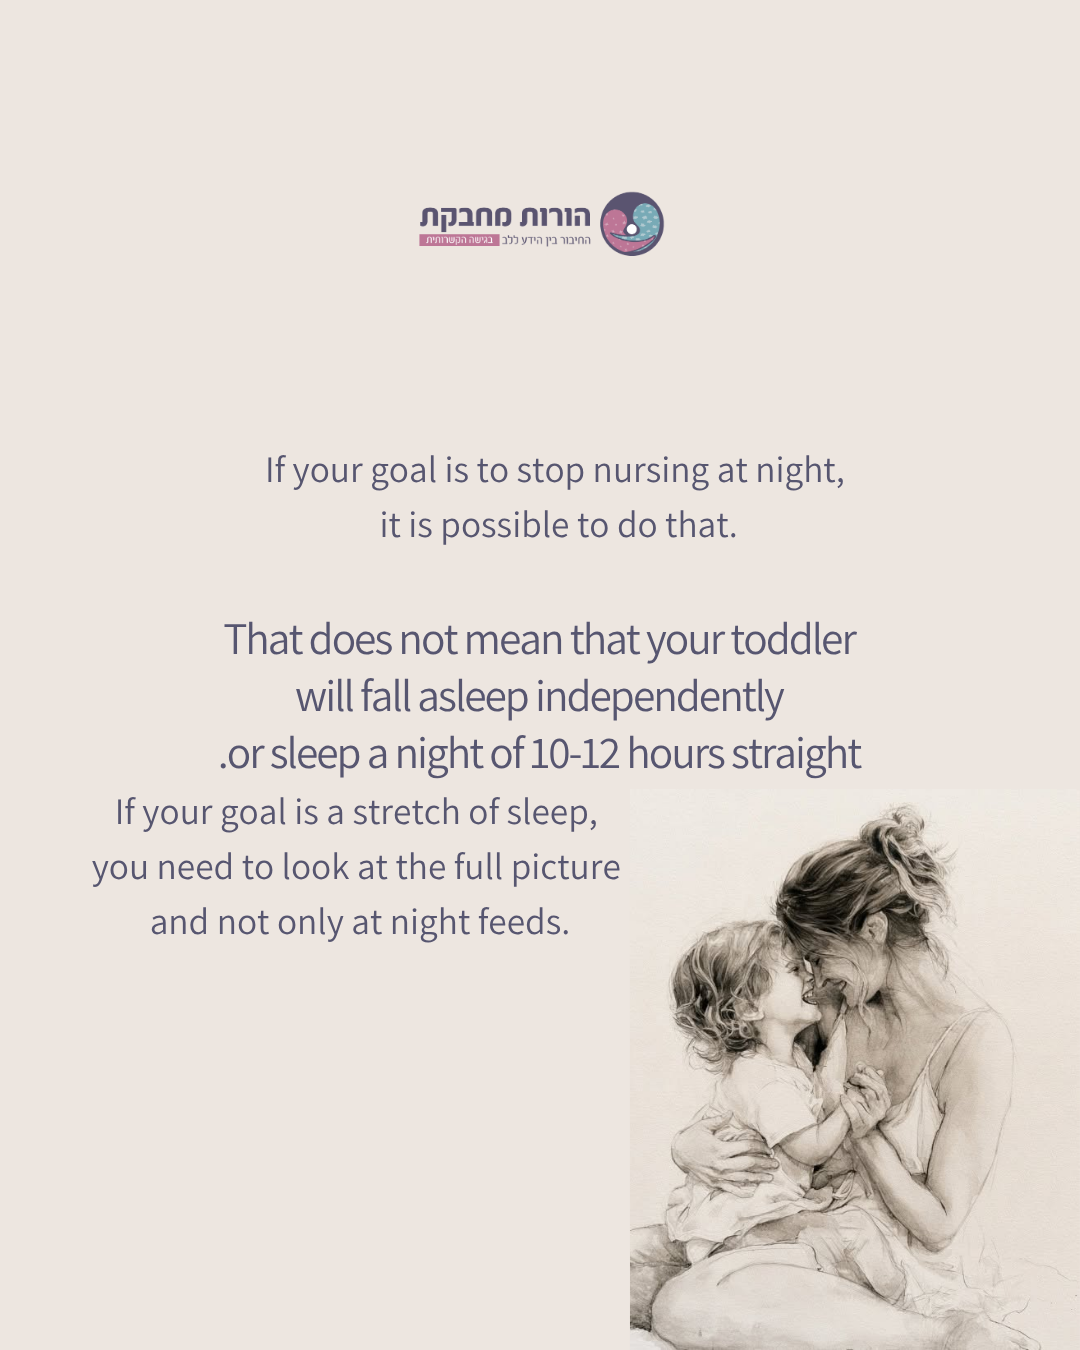 הורות מחבקת
החיבור בין הידע ללב בגישה הקשרותית
If your goal is to stop nursing at night,
it is possible to do that.
That does not mean that your toddler
will fall asleep independently
.or sleep a night of 10-12 hours straight
If your goal is a stretch of sleep,
you need to look at the full picture
and not only at night feeds.